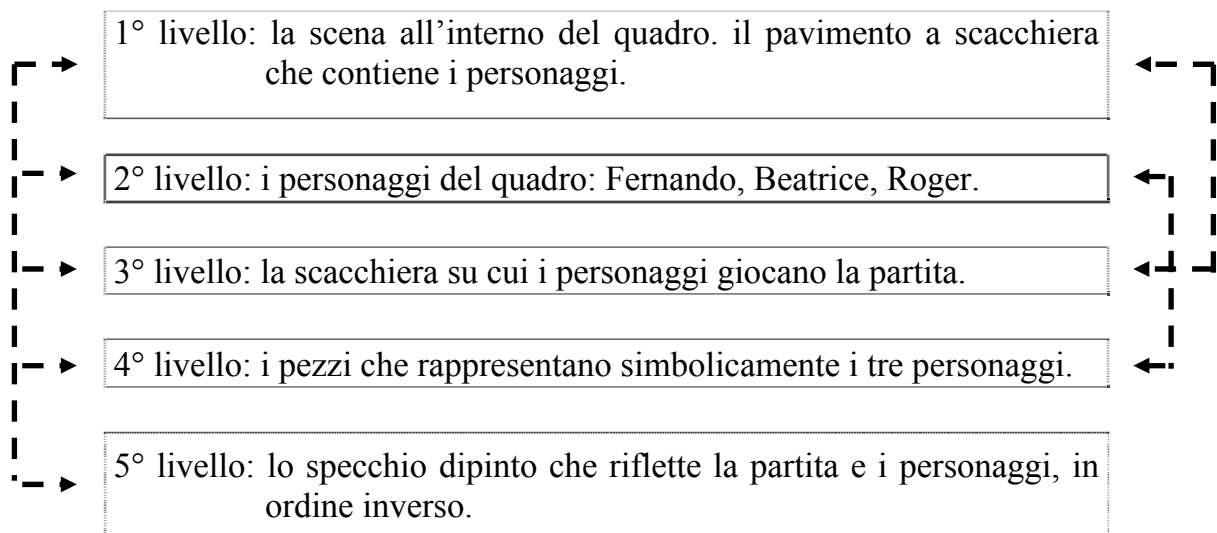 1° livello: la scena all’interno del quadro. il pavimento a scacchiera
che contiene i personaggi.
2° livello: i personaggi del quadro: Fernando, Beatrice, Roger.
3° livello: la scacchiera su cui i personaggi giocano la partita.
4° livello: i pezzi che rappresentano simbolicamente i tre personaggi.
5° livello: lo specchio dipinto che riflette la partita e i personaggi, in
ordine inverso.